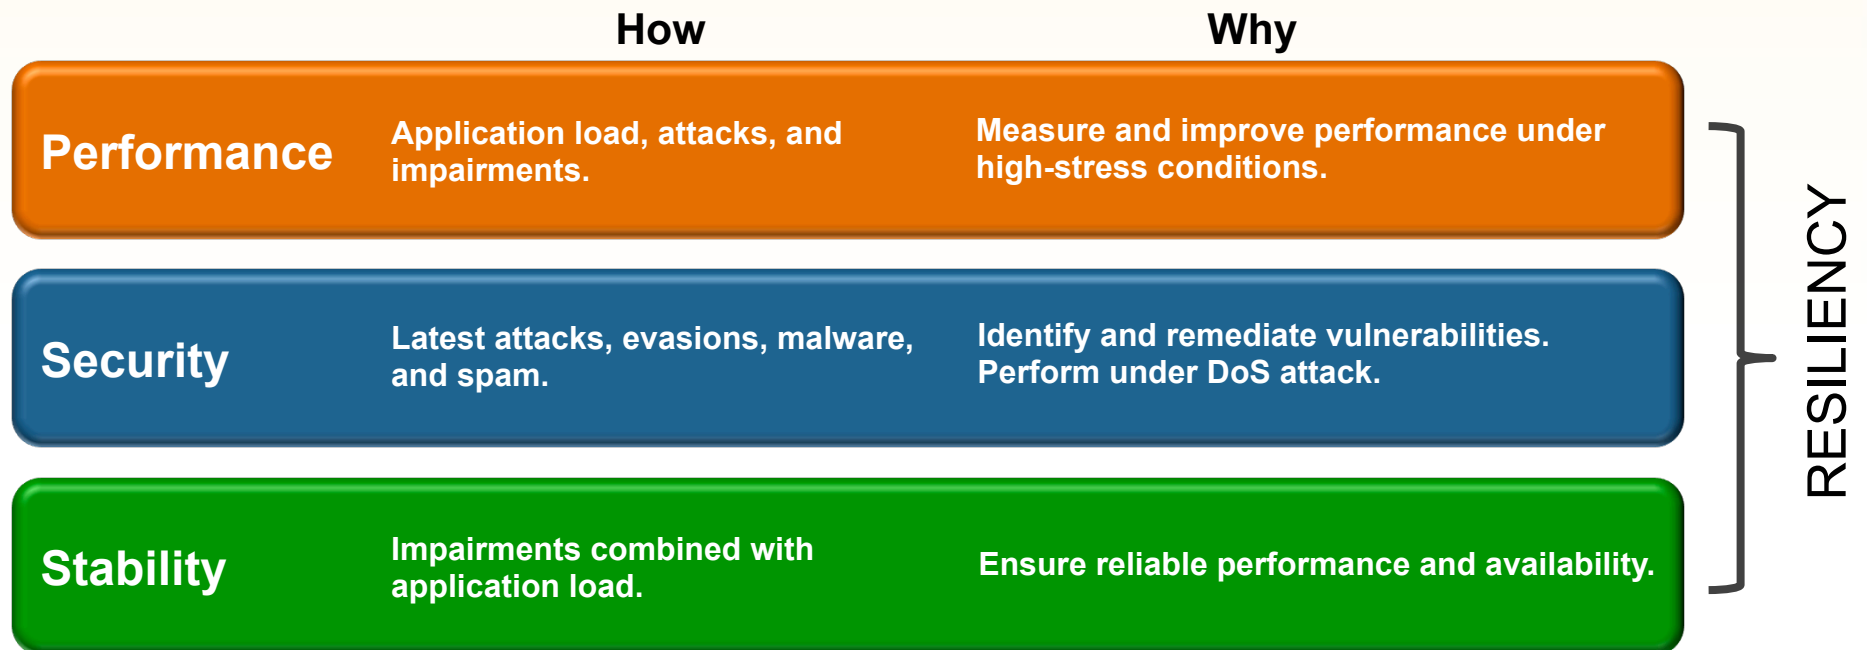 How
Why
Performance
Application load, attacks, and
impairments.
Measure and improve performance under
high-stress conditions.
Security
Latest attacks, evasions, malware,
and spam.
Identify and remediate vulnerabilities.
Perform under DoS attack.
Stability
Impairments combined with
application load.
Ensure reliable performance and availability.
RESILIENCY